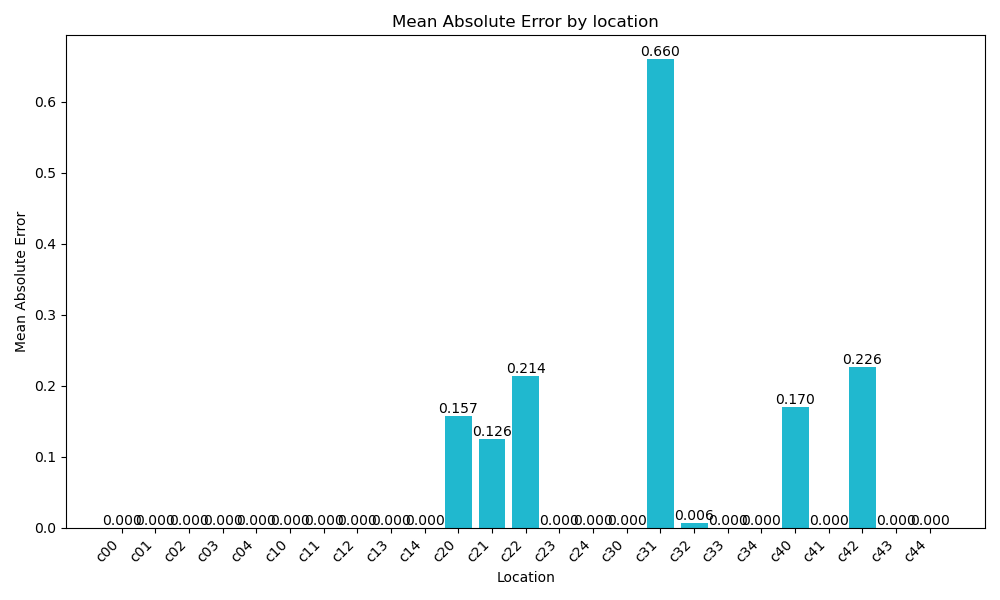 Mean Absolute Error by location
Mean Absolute Error
0.6
0.5
0.4
0.3
0.2
0.1
0.0
0.000 0.000 0.000 0.000 0.000 0.000 0.000 0.000 0.000 0.000 0.157 0.126 0.214 0.000 0.000 0.000 0.660 0.006 0.000 0.000 0.170 0.000 0.226 0.000 0.000
c00 c01 c02 c03 c04 c10 c11 c12 c13 c14 c20 c21 c22 c23 c24 c30 c31 c32 c33 c34 c40 c41 c42 c43 c44
Location